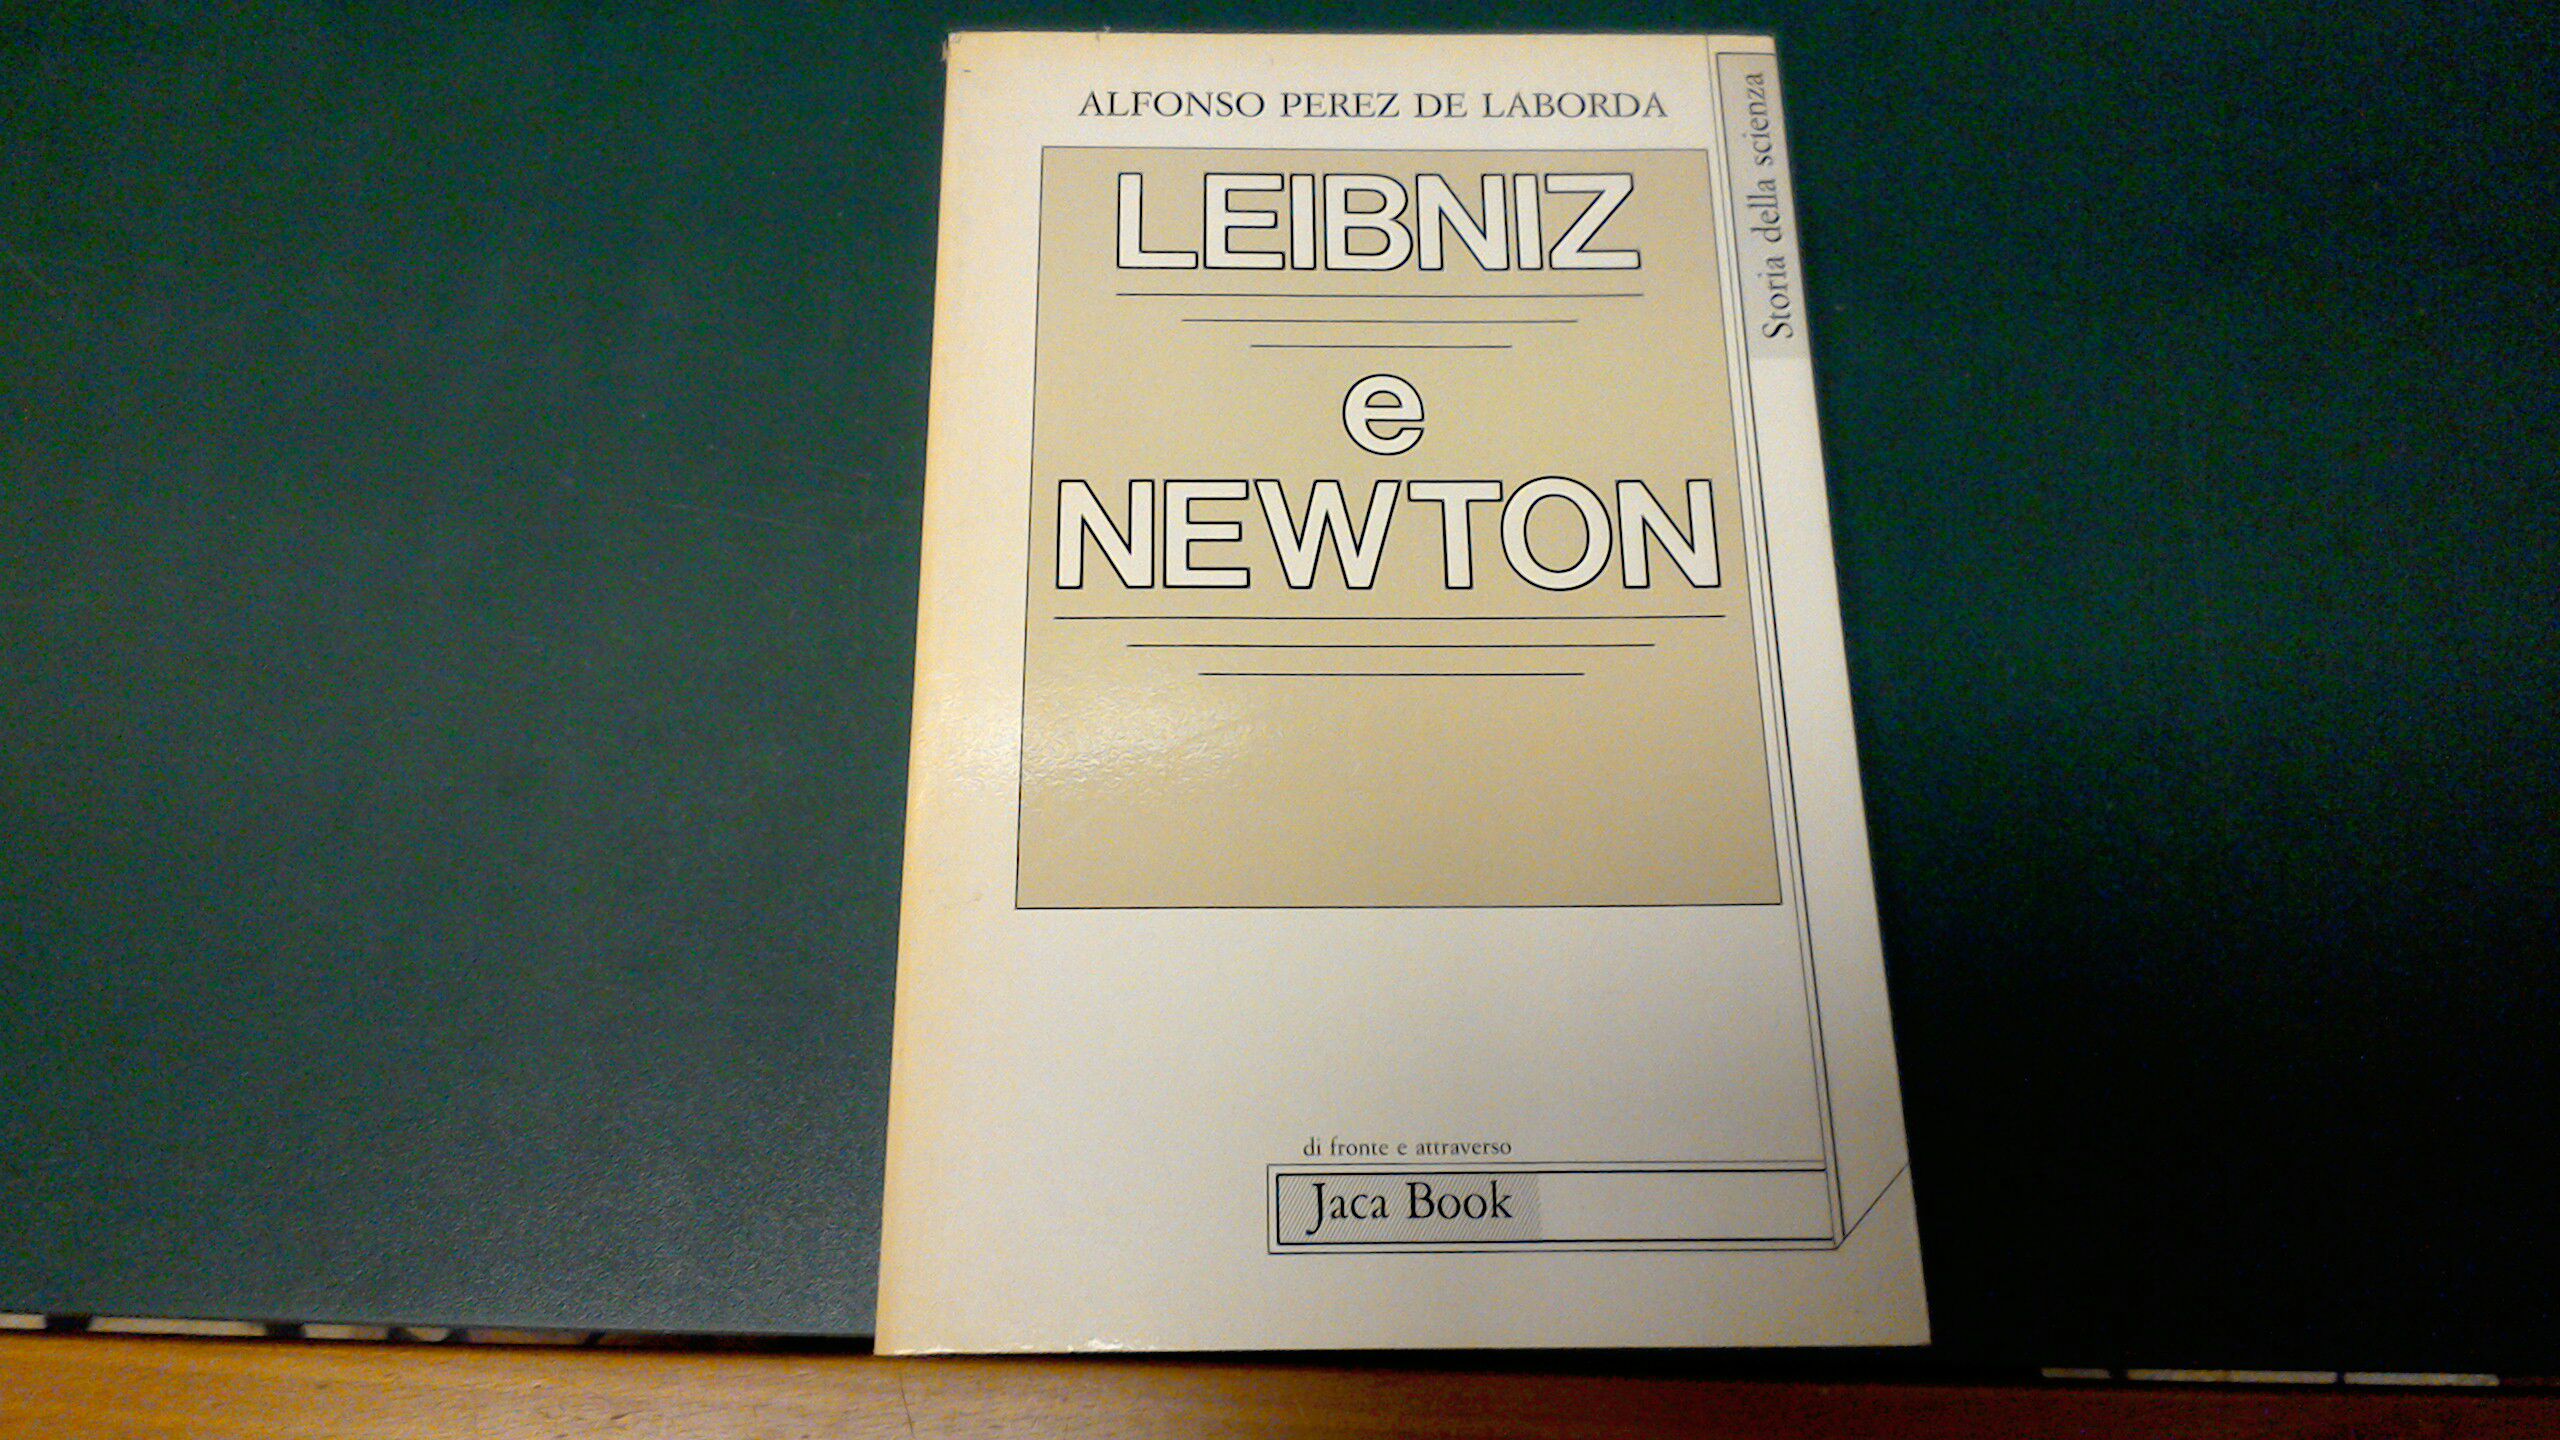 ALFONSO PEREZ DE LABORDA
LEIBNIZ
e
NEWTON
Storia della scienza
di fronte e attraverso
Jaca Book